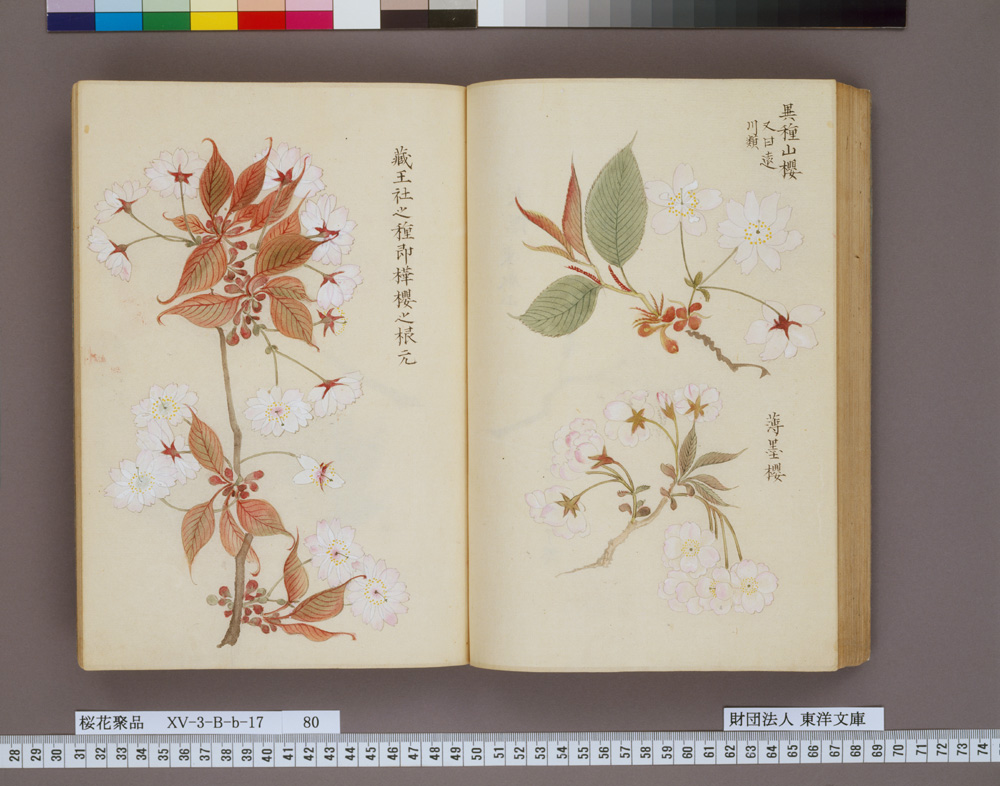 異種山櫻
又曰遠
川類
薄墨櫻
藏王社之種即樺櫻之根元
桜花聚品 XV-3-B-b-17 80
財団法人 東洋文庫
28 29 30 31 32 33 34 35 36 37 38 39 40 41 42 43 44 45 46 47 48 49 50 51 52 53 54 55 56 57 58 59 60 61 62 63 64 65 66 67 68 69 70 71 72 73 74